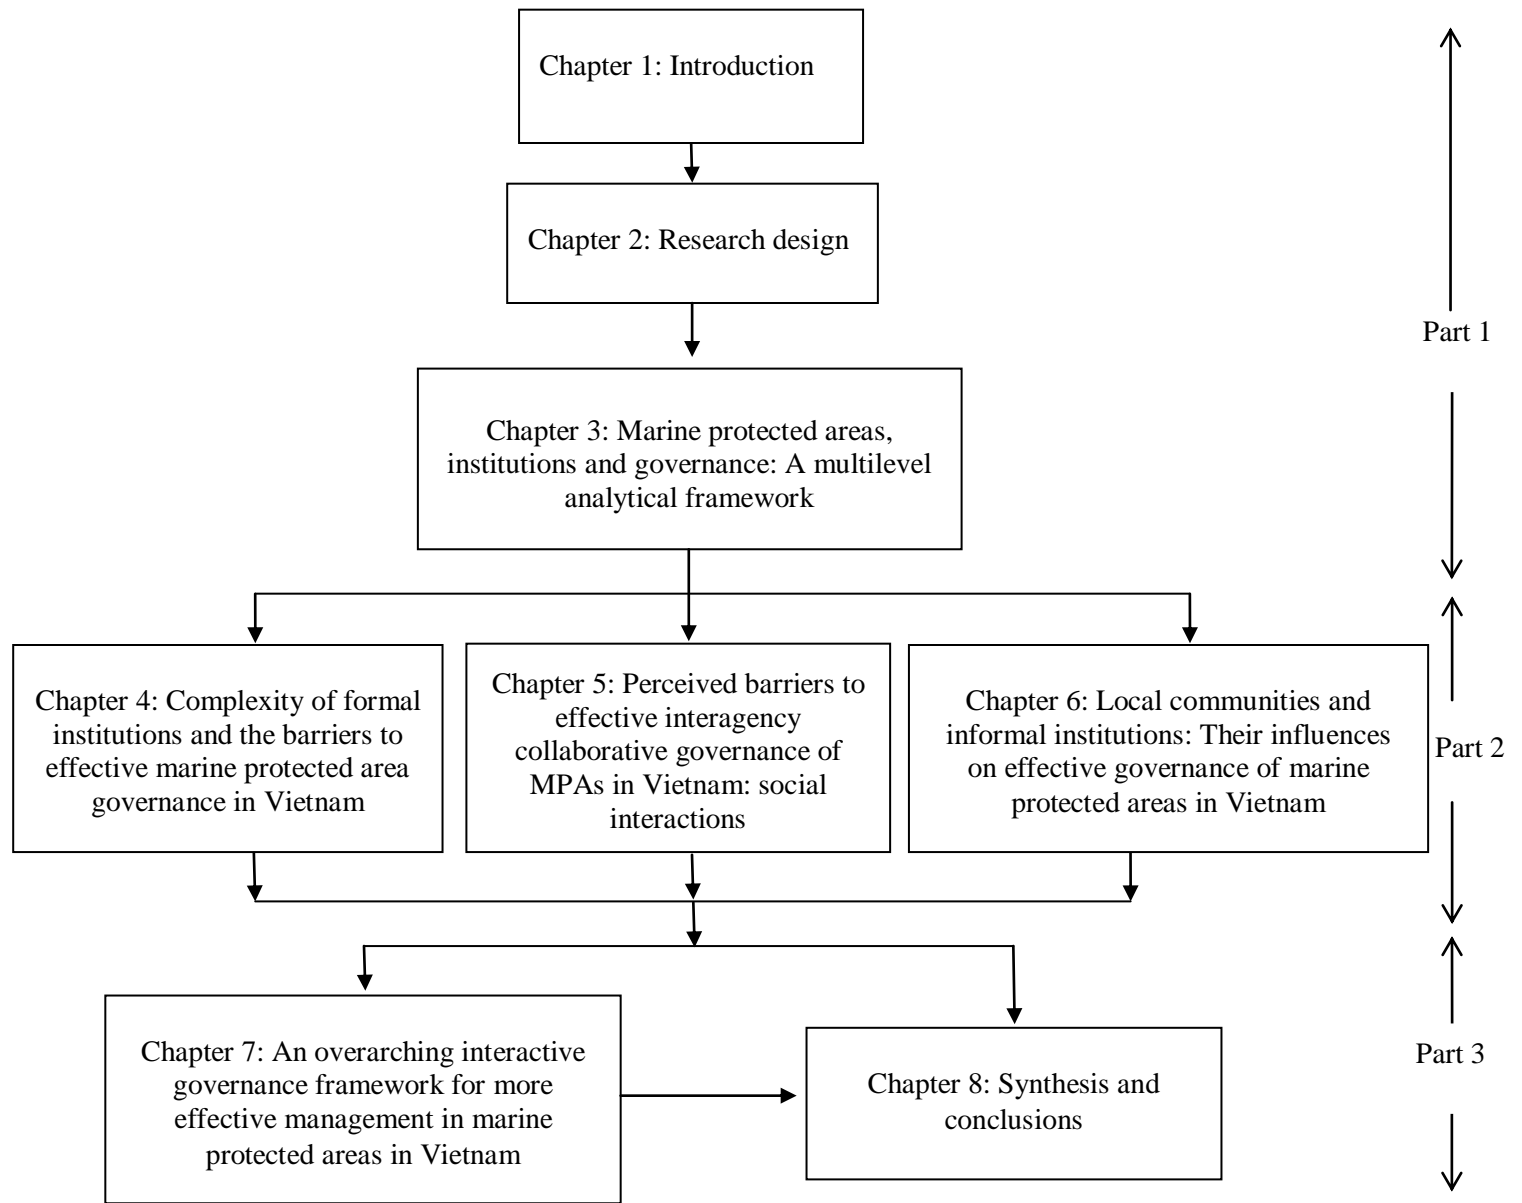 Chapter 1: Introduction
Chapter 2: Research design
Part 1
Chapter 3: Marine protected areas,
institutions and governance: A multilevel
analytical framework
Chapter 4: Complexity of formal
institutions and the barriers to
effective marine protected area
governance in Vietnam
Chapter 5: Perceived barriers to
effective interagency
collaborative governance of
MPAs in Vietnam: social
interactions
Chapter 6: Local communities and
informal institutions: Their influences
on effective governance of marine
protected areas in Vietnam
Part 2
Chapter 7: An overarching interactive
governance framework for more
effective management in marine
protected areas in Vietnam
Chapter 8: Synthesis and
conclusions
Part 3